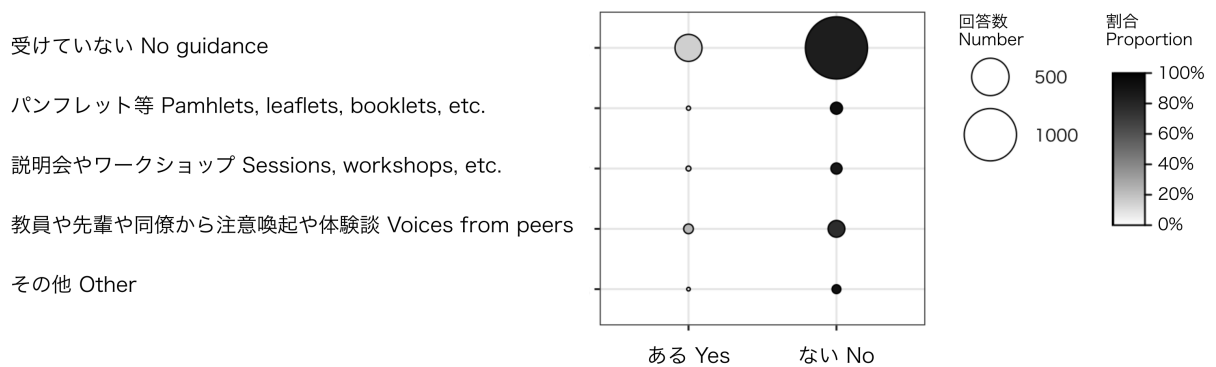 受けていない No guidance
パンフレット等 Pamhlets, leaflets, booklets, etc.
説明会やワークショップ Sessions, workshops, etc.
教員や先輩や同僚から注意喚起や体験談 Voices from peers
その他 Other
ある Yes
ない No
回答数
Number
500
1000
割合
Proportion
100%
80%
60%
40%
20%
0%